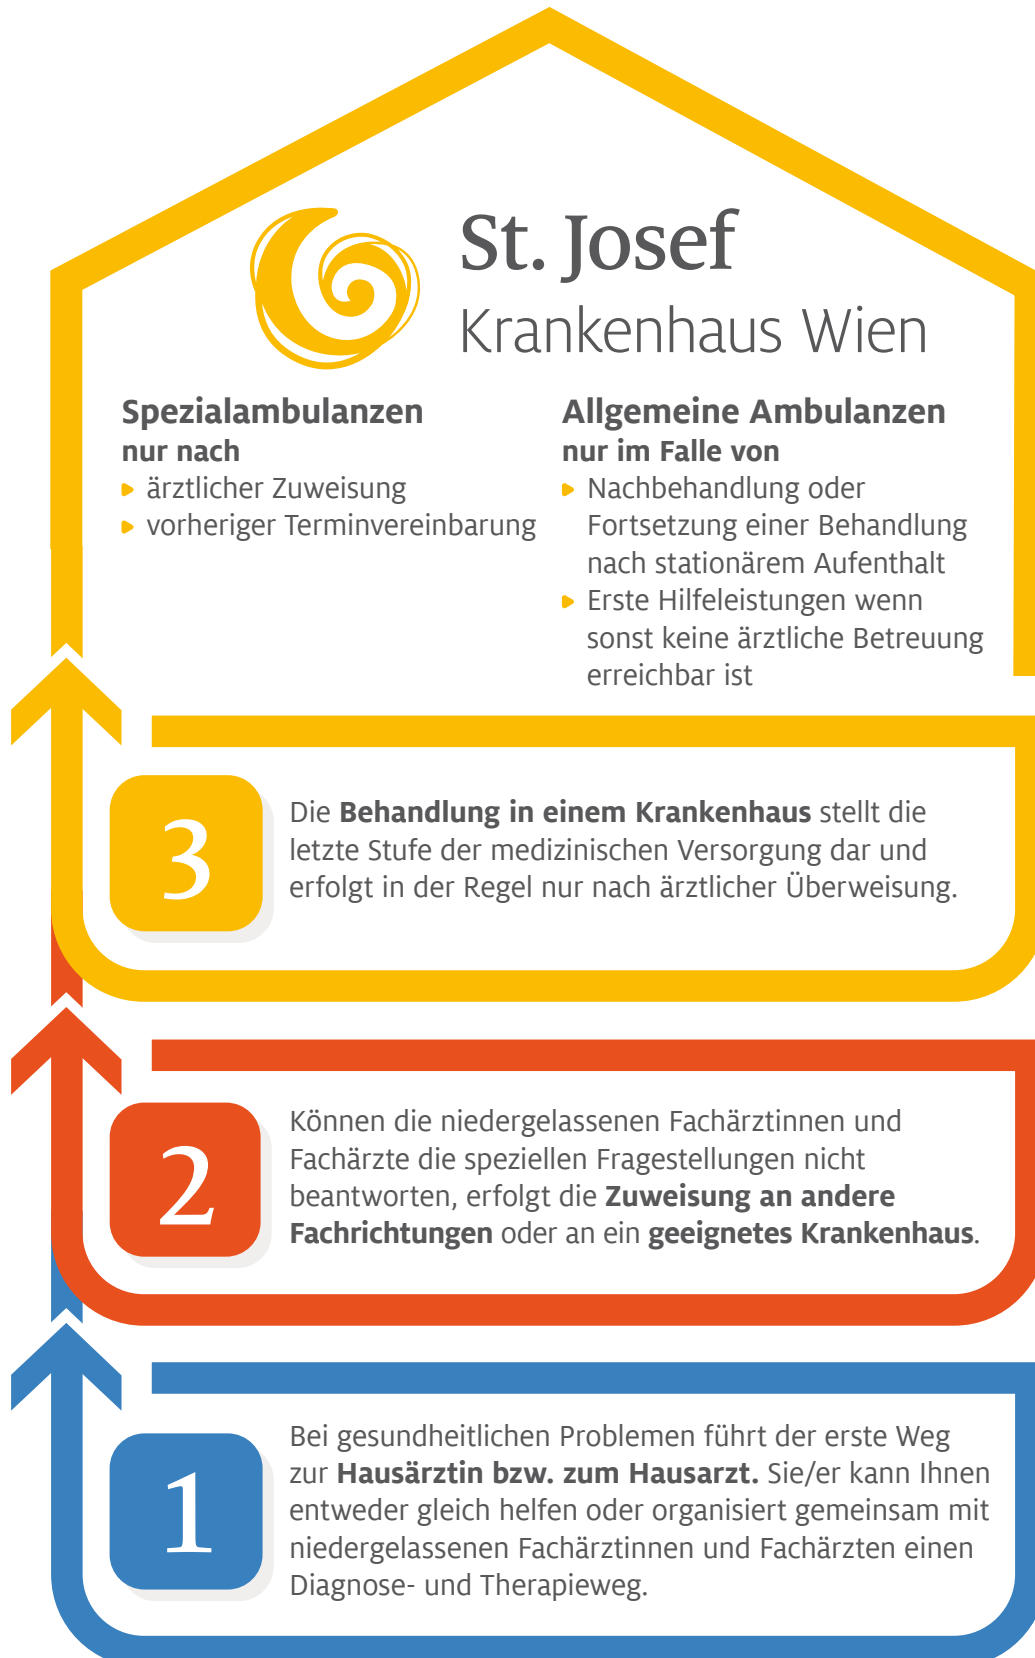 St. Josef
Krankenhaus Wien
Spezialambulanzen
nur nach
ärztlicher Zuweisung
vorheriger Terminvereinbarung
Allgemeine Ambulanzen
nur im Falle von
Nachbehandlung oder
Fortsetzung einer Behandlung
nach stationärem Aufenthalt
Erste Hilfeleistungen wenn
sonst keine ärztliche Betreuung
erreichbar ist
3
Die Behandlung in einem Krankenhaus stellt die
letzte Stufe der medizinischen Versorgung dar und
erfolgt in der Regel nur nach ärztlicher Überweisung.
2
Können die niedergelassenen Fachärztinnen und
Fachärzte die speziellen Fragestellungen nicht
beantworten, erfolgt die Zuweisung an andere
Fachrichtungen oder an ein geeignetes Krankenhaus.
1
Bei gesundheitlichen Problemen führt der erste Weg
zur Hausärztin bzw. zum Hausarzt. Sie/er kann Ihnen
entweder gleich helfen oder organisiert gemeinsam mit
niedergelassenen Fachärztinnen und Fachärzten einen
Diagnose- und Therapieweg.